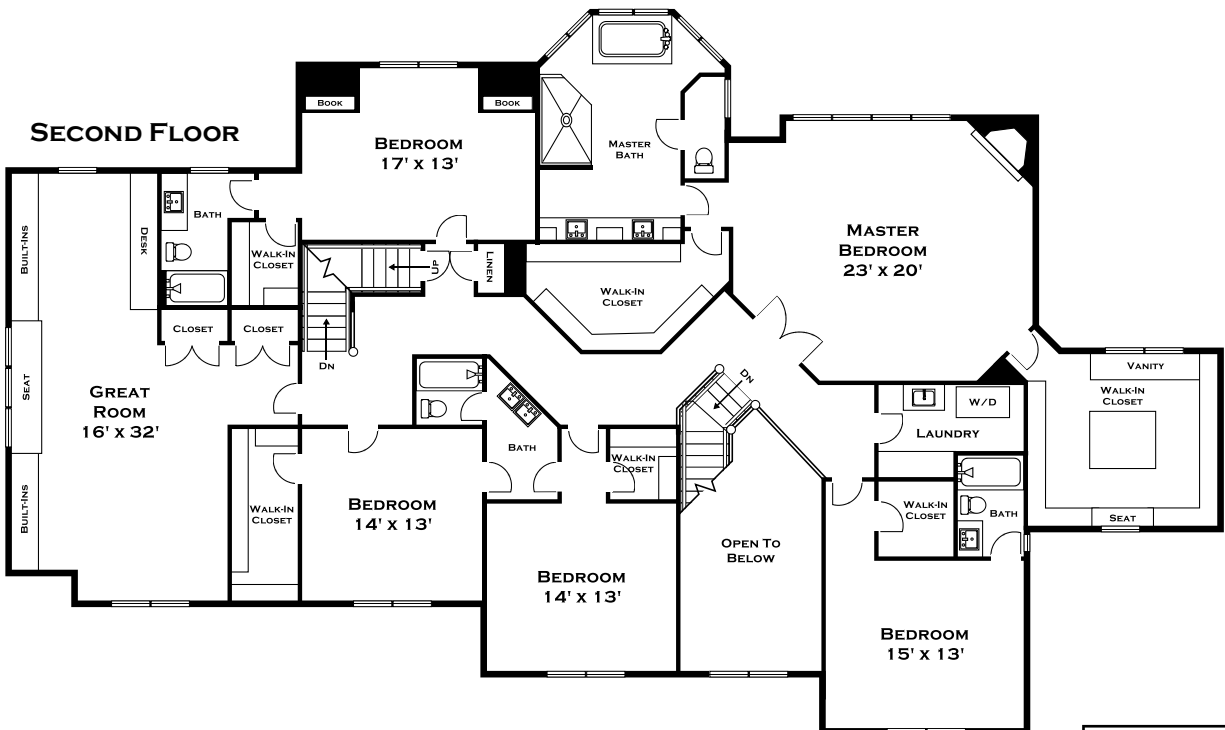 SECOND FLOOR
BOOK
BOOK
BEDROOM
17' X 13'
MASTER
BATH
BUILT-INS
DESK
BATH
WALK-IN
CLOSET
UP
LINEN
WALK-IN
CLOSET
MASTER
BEDROOM
23' X 20'
CLOSET
CLOSET
DN
SEAT
GREAT
ROOM
16' X 32'
DN
VANITY
WALK-IN
CLOSET
W/D
LAUNDRY
BATH
WALK-IN
CLOSET
BUILT-INS
WALK-IN
CLOSET
BEDROOM
14' X 13'
WALK-IN
CLOSET
BATH
SEAT
OPEN TO
BELOW
BEDROOM
14' X 13'
BEDROOM
15' X 13'